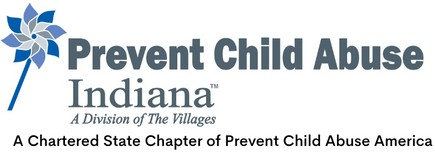 Prevent Child Abuse
Indiana™
A Division of The Villages
A Chartered State Chapter of Prevent Child Abuse America